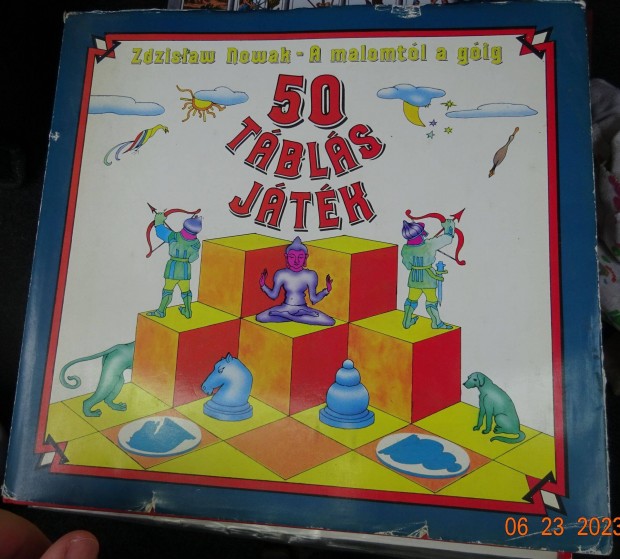 Zdzisław Nowak - A malomtól a góig
50
TÁBLÁS
JÁTÉK
06 23 2023